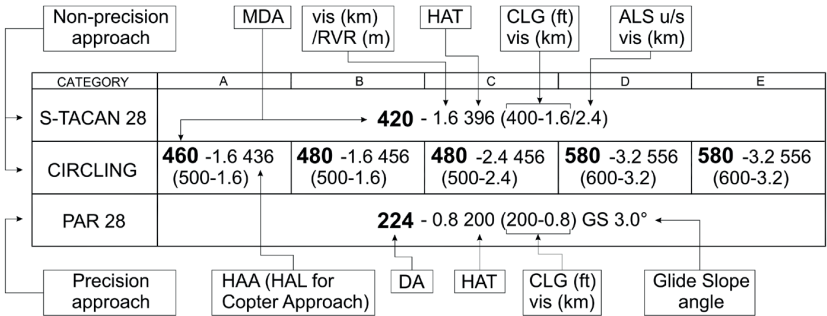 Non-precision
approach
MDA
vis (km)
/RVR (m)
HAT
CLG (ft)
vis (km)
ALS u/s
vis (km)
CATEGORY A B C D E
S-TACAN 28 420 - 1.6 396 (400-1.6/2.4)
CIRCLING
460 -1.6 436
(500-1.6)
480 -1.6 456
(500-1.6)
480 -2.4 456
(500-2.4)
580 -3.2 556
(600-3.2)
580 -3.2 556
(600-3.2)
PAR 28 224 - 0.8 200 (200-0.8) GS 3.0°
Precision
approach
HAA (HAL for
Copter Approach)
DA
HAT
CLG (ft)
vis (km)
Glide Slope
angle